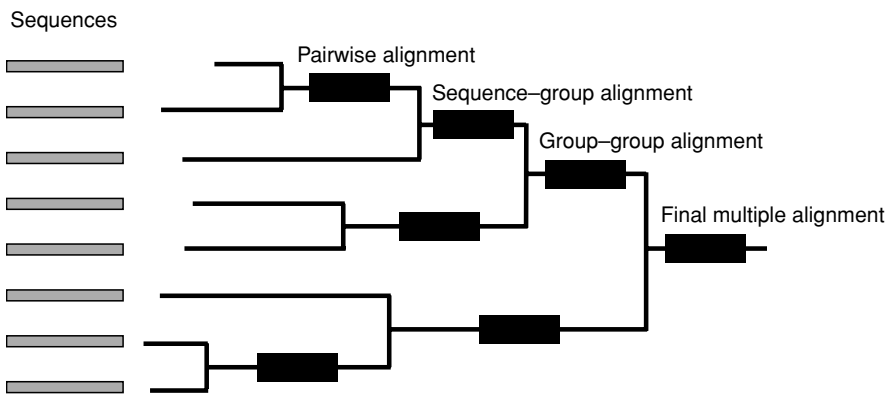 Sequences
Pairwise alignment
Sequence–group alignment
Group–group alignment
Final multiple alignment